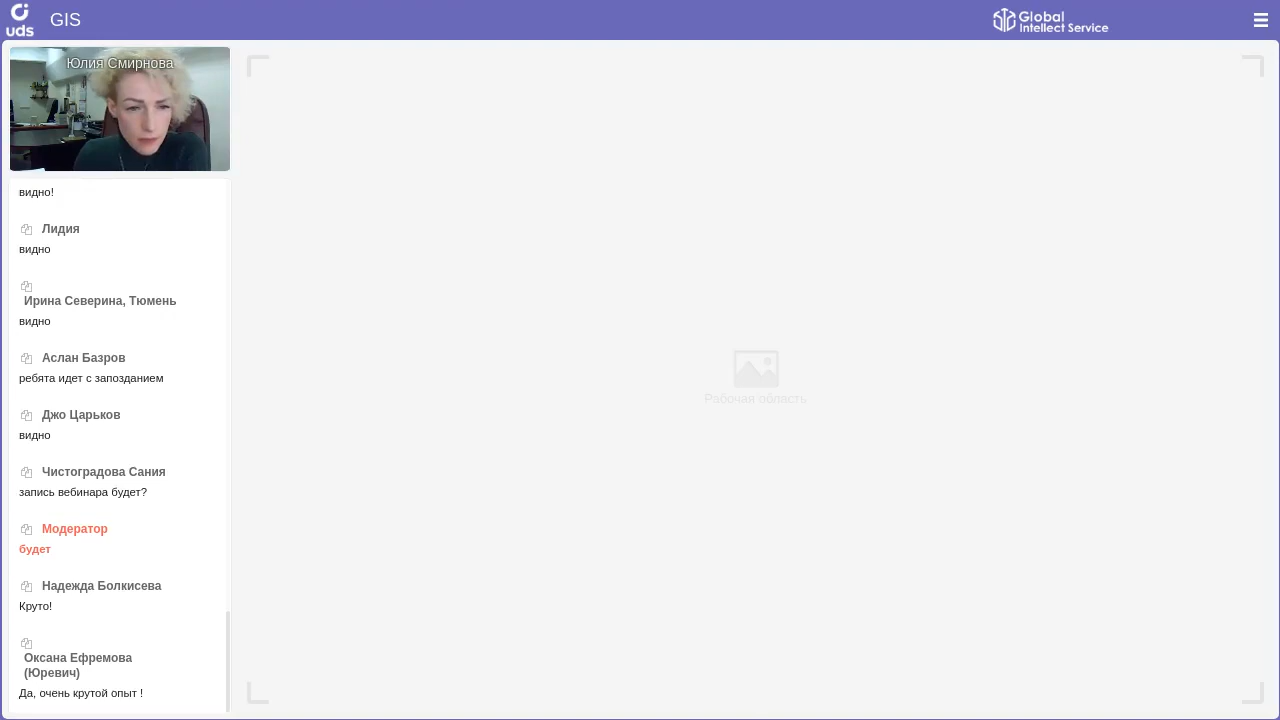 uds
GIS
Global
Intellect Service
Юлия Смирнова
видно!
Лидия
видно
Ирина Северина, Тюмень
видно
Аслан Базров
ребята идет с запозданием
Джо Царьков
видно
Чистоградова Сания
запись вебинара будет?
Модератор
будет
Надежда Болкисева
Круто!
Оксана Ефремова
(Юревич)
Да, очень крутой опыт !
Рабочая область